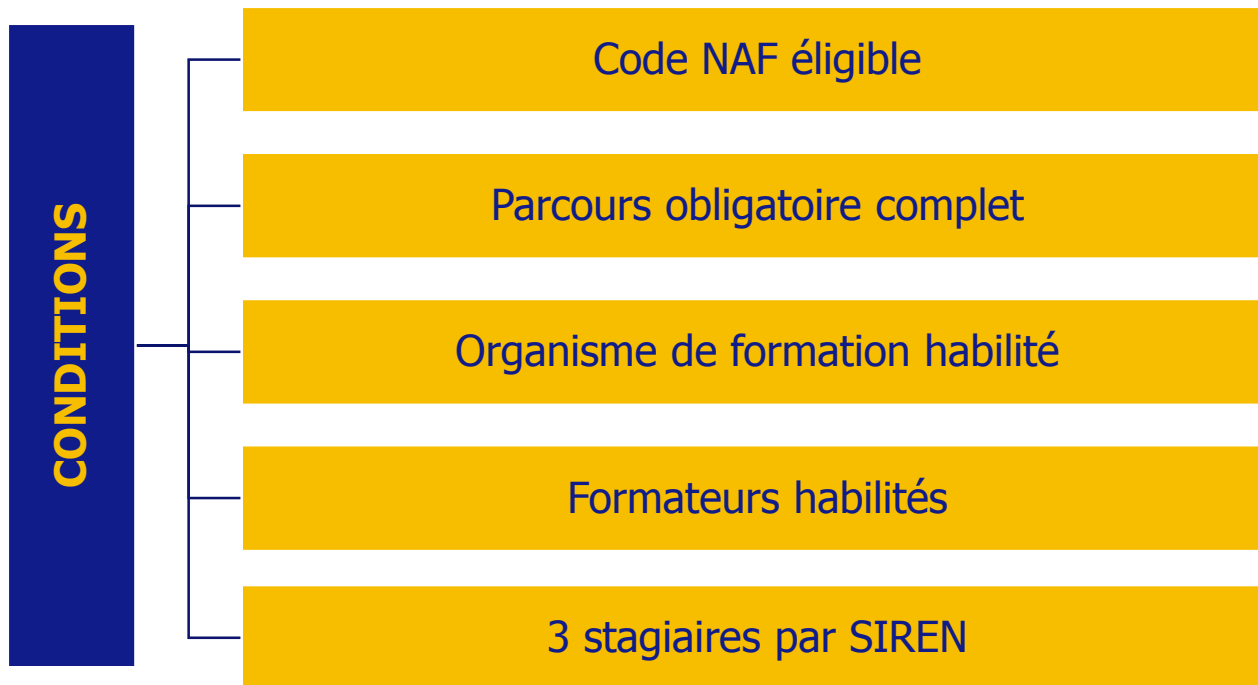 CONDITIONS
Code NAF éligible
Parcours obligatoire complet
Organisme de formation habilité
Formateurs habilités
3 stagiaires par SIREN